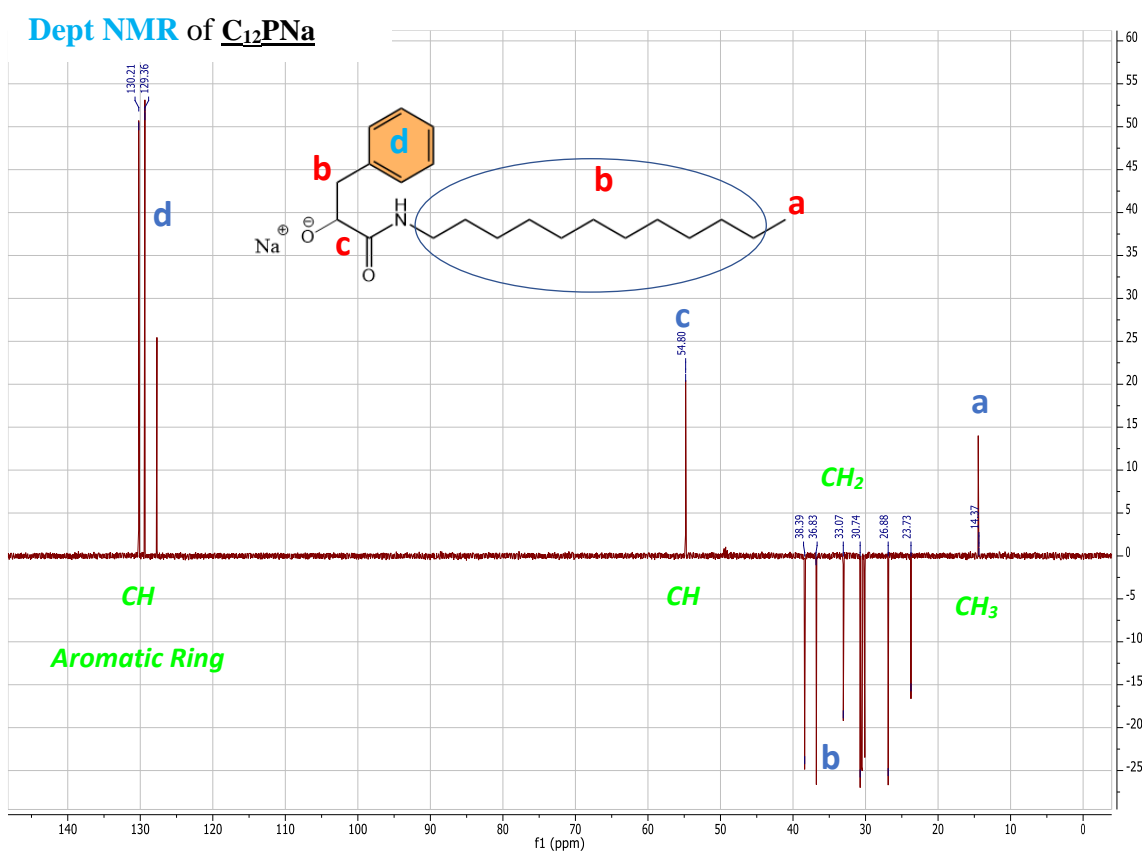 Dept NMR of C₁₂PNa
130.21
129.36
d
d
b
b
a
H
N
Na⊕
⊖
O
c
O
c
54.80
a
CH₂
38.39
36.83
33.07
30.74
26.88
23.73
14.37
CH
CH
CH₃
Aromatic Ring
b
60
55
50
45
40
35
30
25
20
15
10
5
0
-5
-10
-15
-20
-25
140 130 120 110 100 90 80 70 60 50 40 30 20 10 0
f1 (ppm)